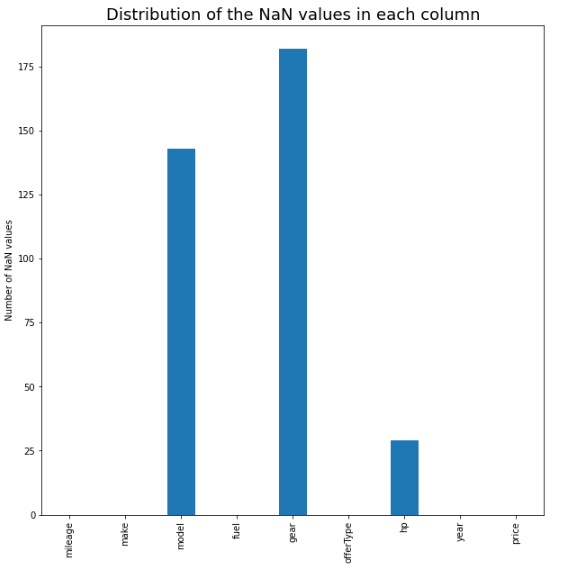 Distribution of the NaN values in each column
Number of NaN values
175
150
125
100
75
50
25
0
mileage
make
model
fuel
gear
offerType
hp
year
price